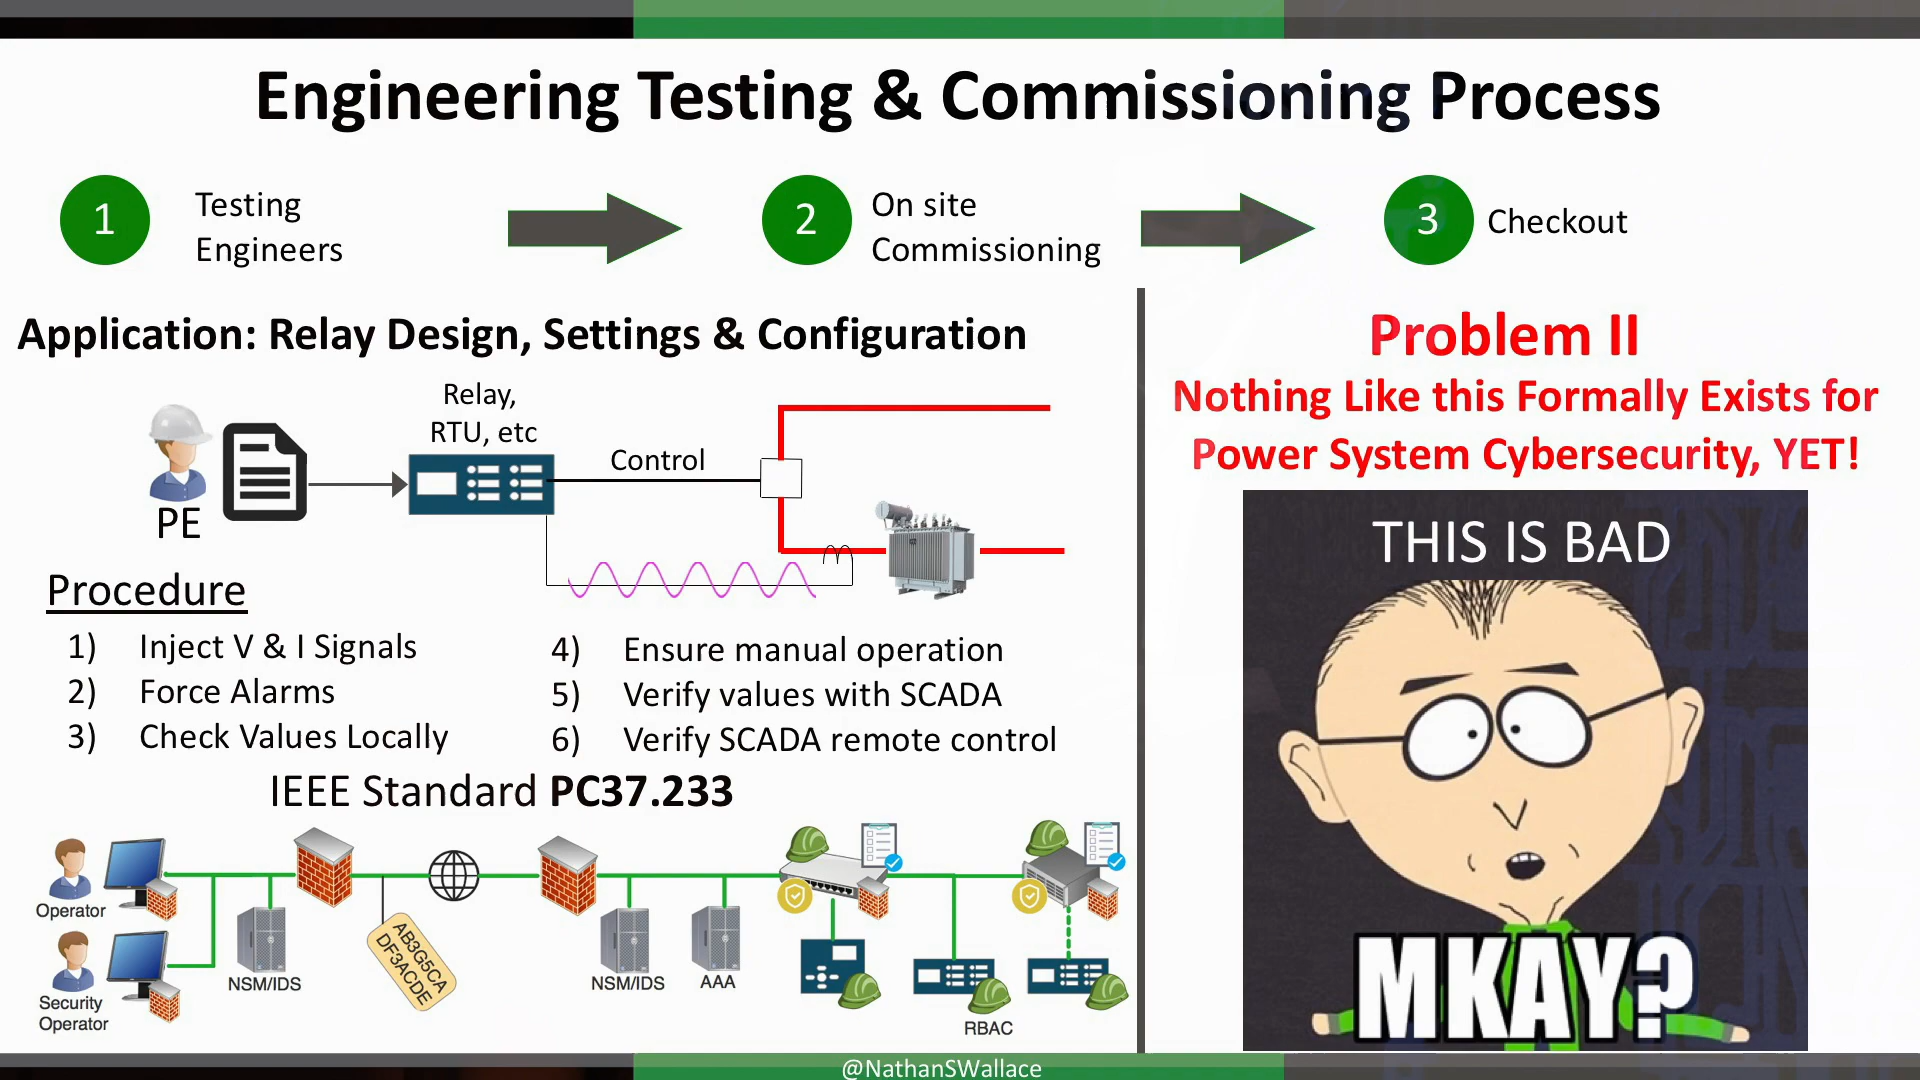 Engineering Testing & Commissioning Process
1
Testing
Engineers
2
On site
Commissioning
3
Checkout
Application: Relay Design, Settings & Configuration
Relay,
RTU, etc
Control
PE
Procedure
1) Inject V & I Signals
2) Force Alarms
3) Check Values Locally
4) Ensure manual operation
5) Verify values with SCADA
6) Verify SCADA remote control
IEEE Standard PC37.233
Operator
Security
Operator
NSM/IDS
AB3G5CA
DF3ACDE
NSM/IDS
AAA
RBAC
Problem II
Nothing Like this Formally Exists for
Power System Cybersecurity, YET!
THIS IS BAD
MKAY?
@NathanSWallace